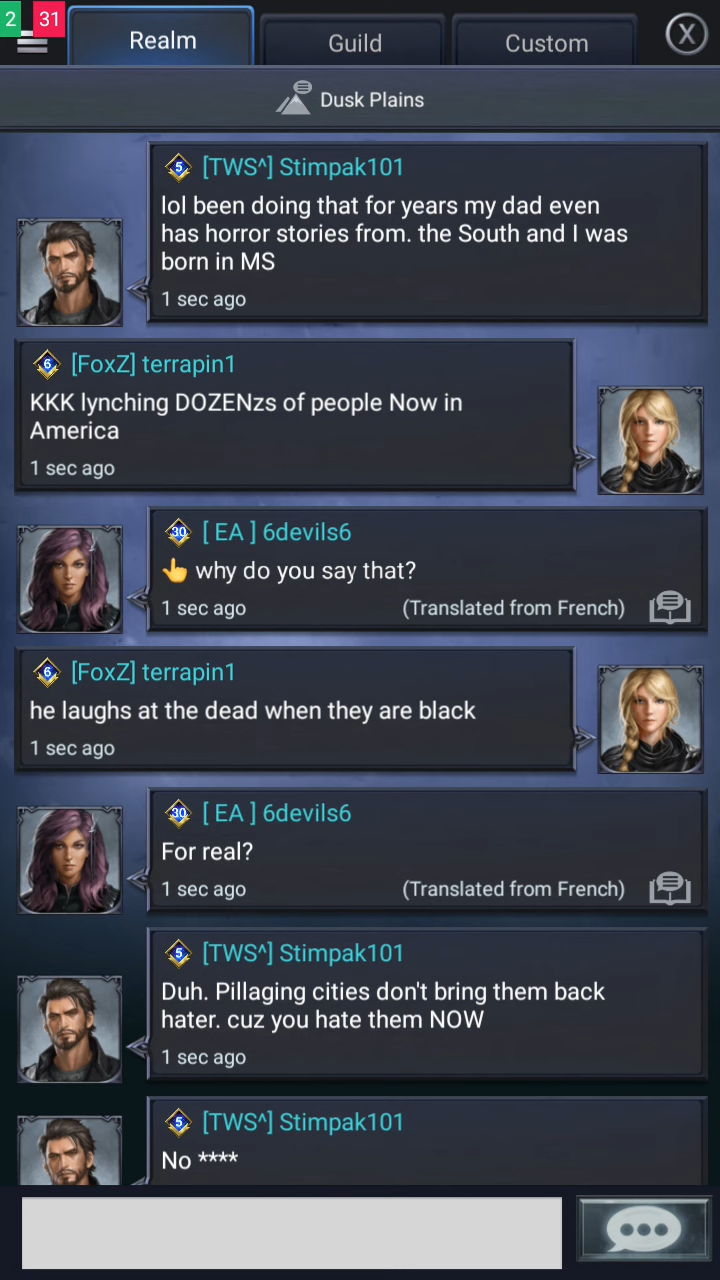 2 31
Realm Guild Custom X
Dusk Plains
5 [TWS^] Stimpak101
lol been doing that for years my dad even
has horror stories from. the South and I was
born in MS
1 sec ago
6 [FoxZ] terrapin1
KKK lynching DOZENzs of people Now in
America
1 sec ago
30 [ EA ] 6devils6
👆 why do you say that?
1 sec ago (Translated from French)
6 [FoxZ] terrapin1
he laughs at the dead when they are black
1 sec ago
30 [ EA ] 6devils6
For real?
1 sec ago (Translated from French)
5 [TWS^] Stimpak101
Duh. Pillaging cities don't bring them back
hater. cuz you hate them NOW
1 sec ago
5 [TWS^] Stimpak101
No ****